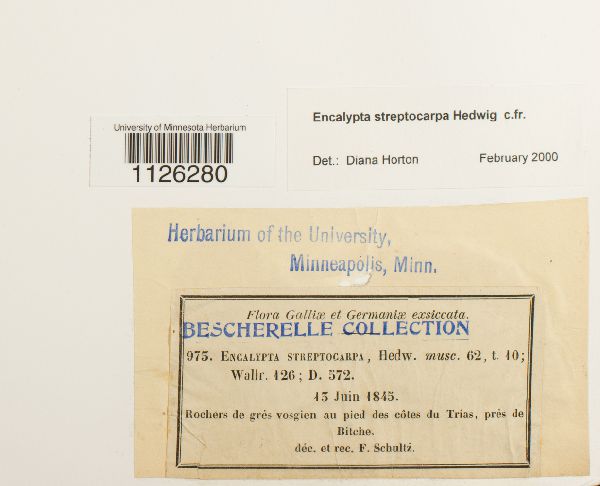 Encalypta streptocarpa Hedwig c.fr.
Det.: Diana Horton February 2000
University of Minnesota Herbarium
1126280
Herbarium of the University,
Minneapolis, Minn.
Flora Galliæ et Germaniæ exsiccata.
BESCHERELLE COLLECTION
975. ENCALYPTA STREPTOCARPA, Hedw. musc. 62, t. 10;
Wallr. 126; D. 572.
13 Juin 1845.
Rochers de grés vosgien au pied des côtes du Trias, prés de
Bitche.
déc. et rec. F. Schultz.